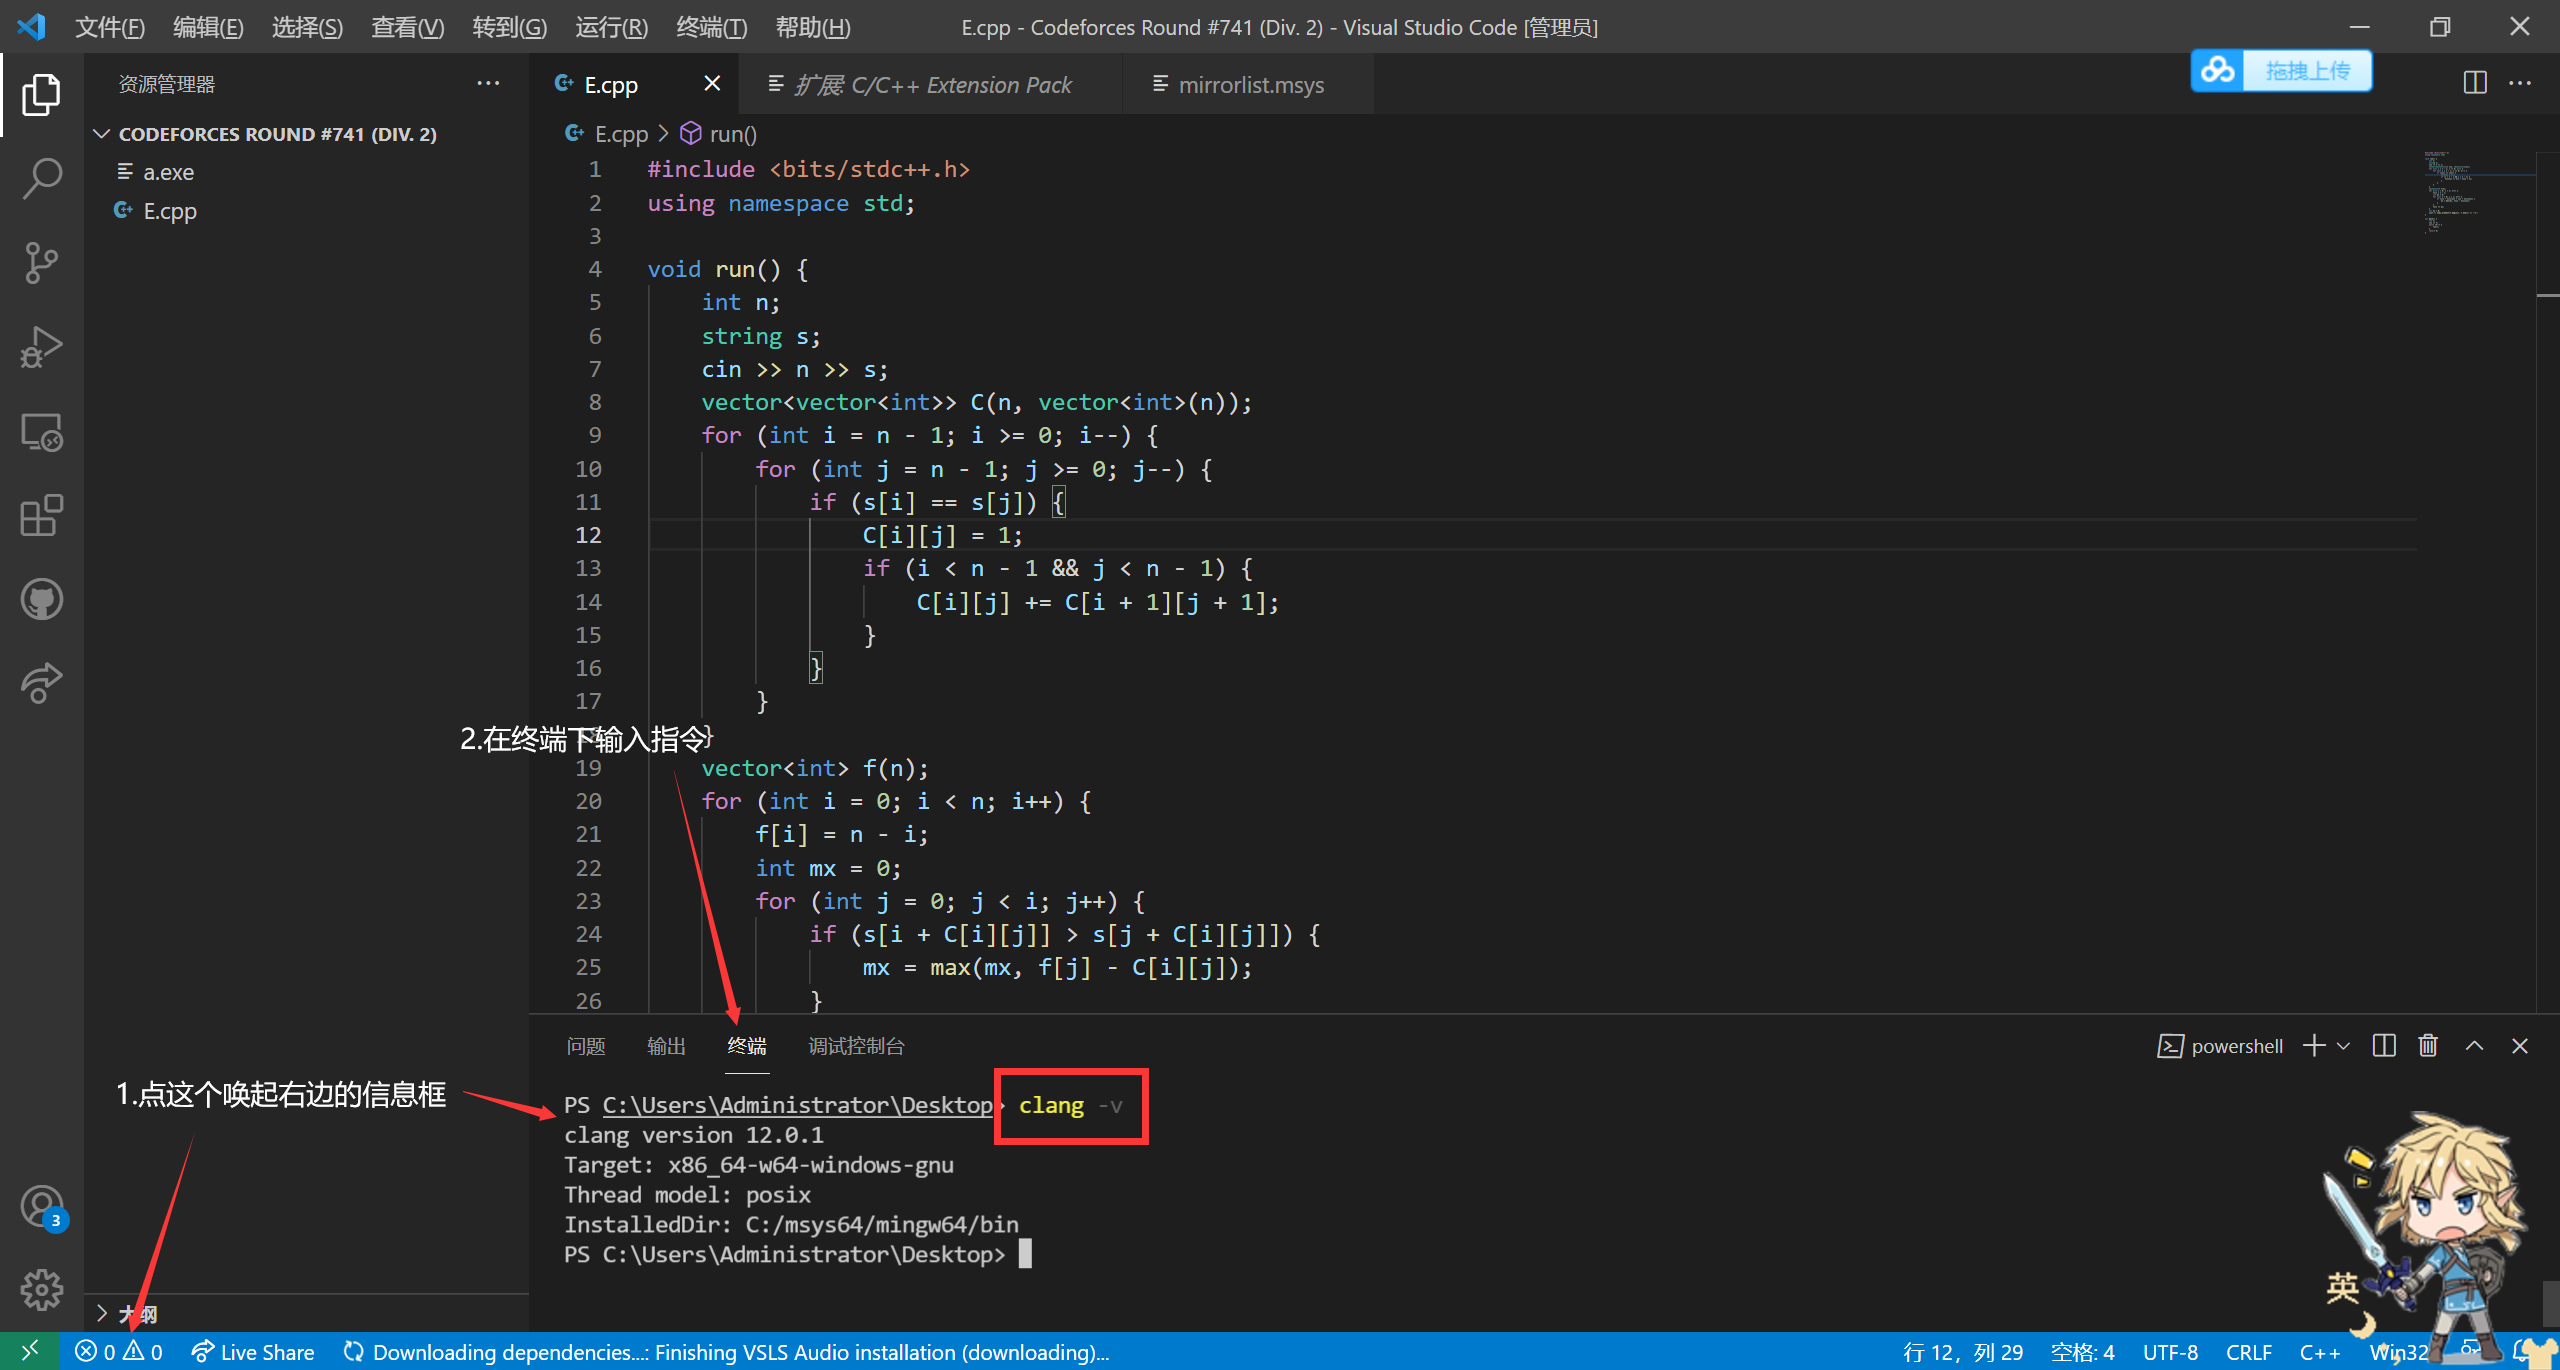 文件(F) 编辑(E) 选择(S) 查看(V) 转到(G) 运行(R) 终端(T) 帮助(H) E.cpp - Codeforces Round #741 (Div. 2) - Visual Studio Code [管理员]
拖拽上传
资源管理器
E.cpp 扩展: C/C++ Extension Pack mirrorlist.msys
CODEFORCES ROUND #741 (DIV. 2)
a.exe
E.cpp
E.cpp > run()
1 #include <bits/stdc++.h>
2 using namespace std;
3
4 void run() {
5 int n;
6 string s;
7 cin >> n >> s;
8 vector<vector<int>> C(n, vector<int>(n));
9 for (int i = n - 1; i >= 0; i--) {
10 for (int j = n - 1; j >= 0; j--) {
11 if (s[i] == s[j]) {
12 C[i][j] = 1;
13 if (i < n - 1 && j < n - 1) {
14 C[i][j] += C[i + 1][j + 1];
15 }
16 }
17 }
2.在终端下输入指令
}
19 vector<int> f(n);
20 for (int i = 0; i < n; i++) {
21 f[i] = n - i;
22 int mx = 0;
23 for (int j = 0; j < i; j++) {
24 if (s[i + C[i][j]] > s[j + C[i][j]]) {
25 mx = max(mx, f[j] - C[i][j]);
26 }
问题 输出 终端 调试控制台 powershell
1.点这个唤起右边的信息框
PS C:\Users\Administrator\Desktop> clang -v
clang version 12.0.1
Target: x86_64-w64-windows-gnu
Thread model: posix
InstalledDir: C:/msys64/mingw64/bin
PS C:\Users\Administrator\Desktop>
3
英
大纲
0 0 Live Share Downloading dependencies...: Finishing VSLS Audio installation (downloading)... 行 12，列 29 空格: 4 UTF-8 CRLF C++ Win32